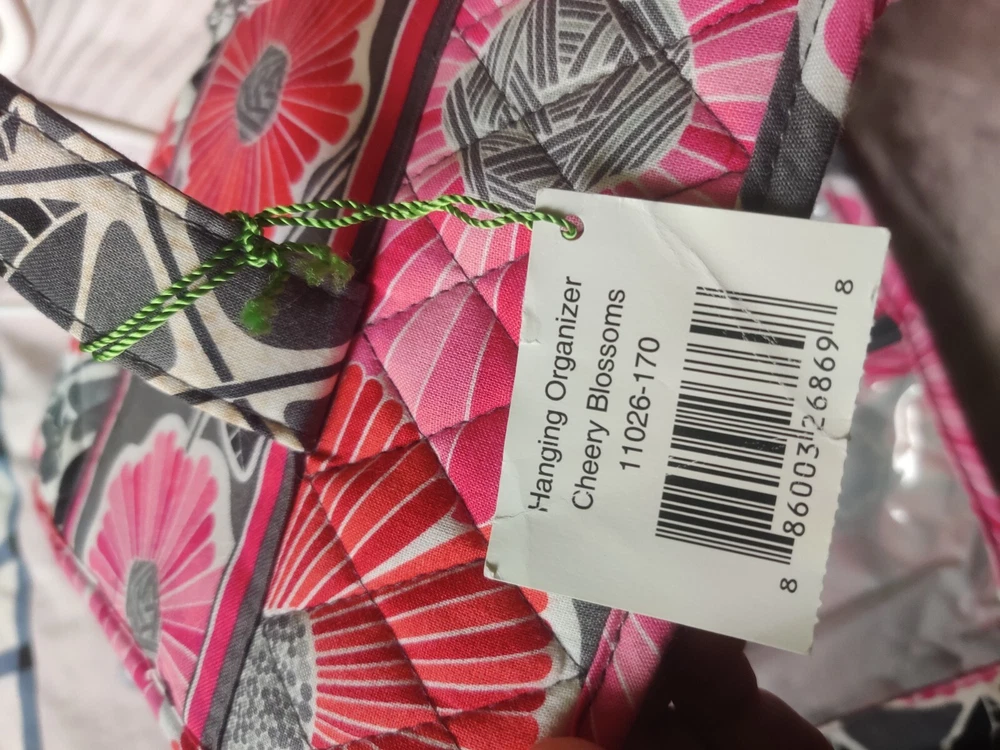 Hanging Organizer
Cheery Blossoms
11026-170
8 86003 26869 8